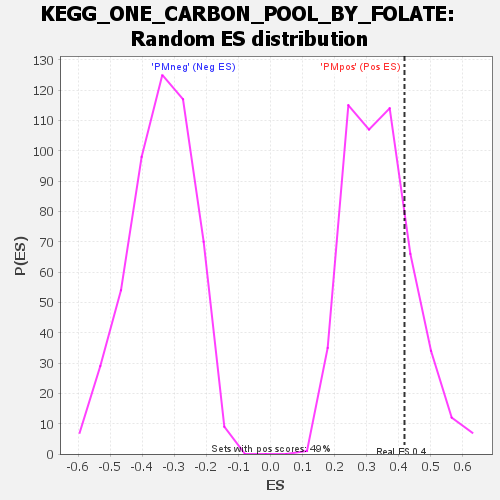 KEGG_ONE_CARBON_POOL_BY_FOLATE:
Random ES distribution
'PMneg' (Neg ES)
'PMpos' (Pos ES)
P(ES)
130
120
110
100
90
80
70
60
50
40
30
20
10
0
Sets with pos scores: 49%
Real ES 0.4
-0.6 -0.5 -0.4 -0.3 -0.2 -0.1 0.0 0.1 0.2 0.3 0.4 0.5 0.6
ES